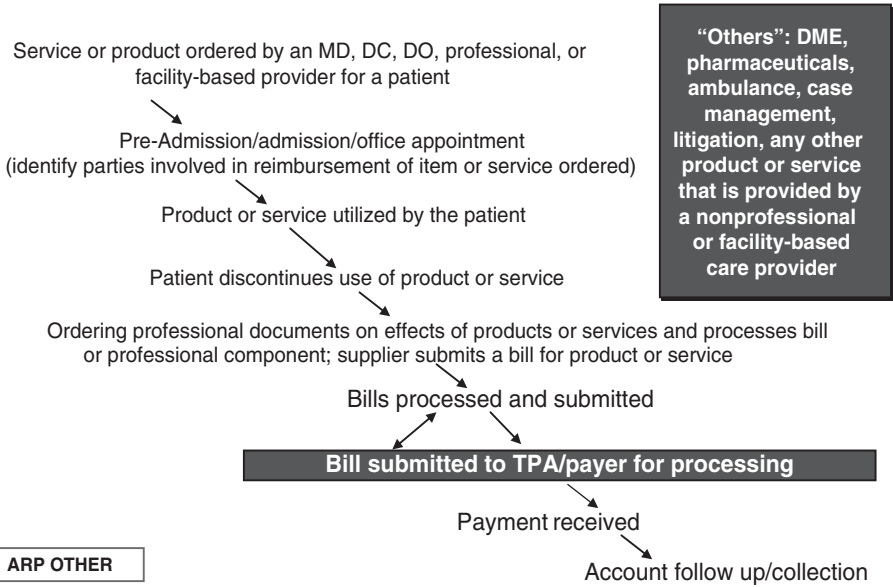 Service or product ordered by an MD, DC, DO, professional, or
facility-based provider for a patient
Pre-Admission/admission/office appointment
(identify parties involved in reimbursement of item or service ordered)
Product or service utilized by the patient
Patient discontinues use of product or service
Ordering professional documents on effects of products or services and processes bill
or professional component; supplier submits a bill for product or service
Bills processed and submitted
Bill submitted to TPA/payer for processing
Payment received
Account follow up/collection
“Others”: DME,
pharmaceuticals,
ambulance, case
management,
litigation, any other
product or service
that is provided by
a nonprofessional
or facility-based
care provider
ARP OTHER